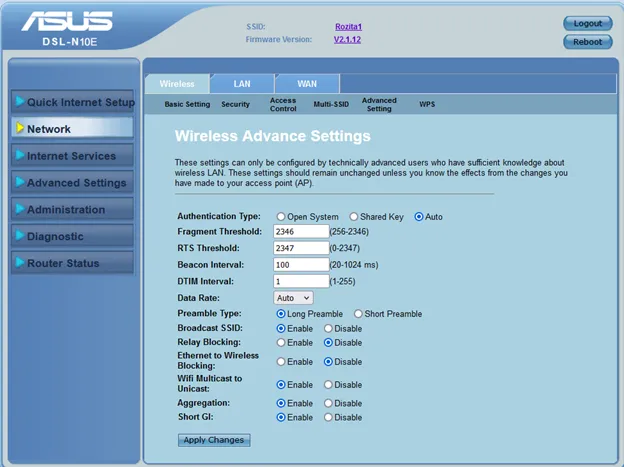 ASUS
DSL-N10E
SSID: Rozita1
Firmware Version: V2.1.12
Logout
Reboot
Quick Internet Setup
Network
Internet Services
Advanced Settings
Administration
Diagnostic
Router Status
Wireless LAN WAN
Basic Setting Security Access Control Multi-SSID Advanced Setting WPS
Wireless Advance Settings
These settings can only be configured by technically advanced users who have sufficient knowledge about
wireless LAN. These settings should remain unchanged unless you know the effects from the changes you
have made to your access point (AP).
Authentication Type: Open System Shared Key Auto
Fragment Threshold: 2346 (256-2346)
RTS Threshold: 2347 (0-2347)
Beacon Interval: 100 (20-1024 ms)
DTIM Interval: 1 (1-255)
Data Rate: Auto
Preamble Type: Long Preamble Short Preamble
Broadcast SSID: Enable Disable
Relay Blocking: Enable Disable
Ethernet to Wireless
Blocking: Enable Disable
Wifi Multicast to
Unicast: Enable Disable
Aggregation: Enable Disable
Short GI: Enable Disable
Apply Changes